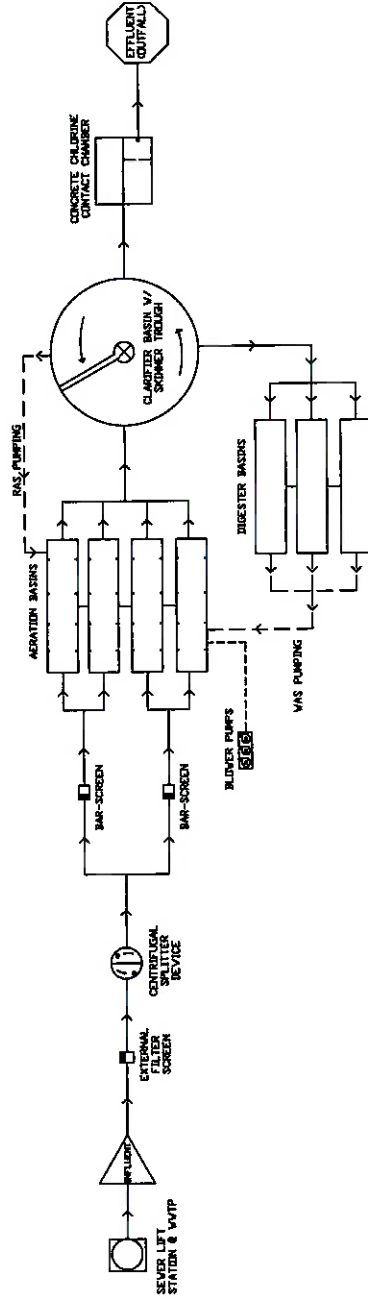 SEWER LIFT
STATION @ WWTP
INFLUENT
EXTERNAL
FILTER
SCREEN
CENTRIFUGAL
SPLITTER
DEVICE
BAR-SCREEN
BAR-SCREEN
AERATION BASINS
BLOWER PUMPS
RAS PUMPING
CLARIFIER BASIN W/
SKIMMER TROUGH
WAS PUMPING
DIGESTER BASINS
CONCRETE CHLORINE
CONTACT CHAMBER
EFFLUENT
(OUTFALL)